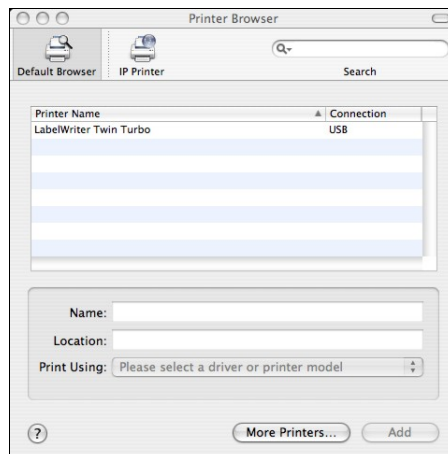 Printer Browser
Default Browser
IP Printer
Search
Printer Name
Connection
LabelWriter Twin Turbo
USB
Name:
Location:
Print Using:
Please select a driver or printer model
?
More Printers...
Add